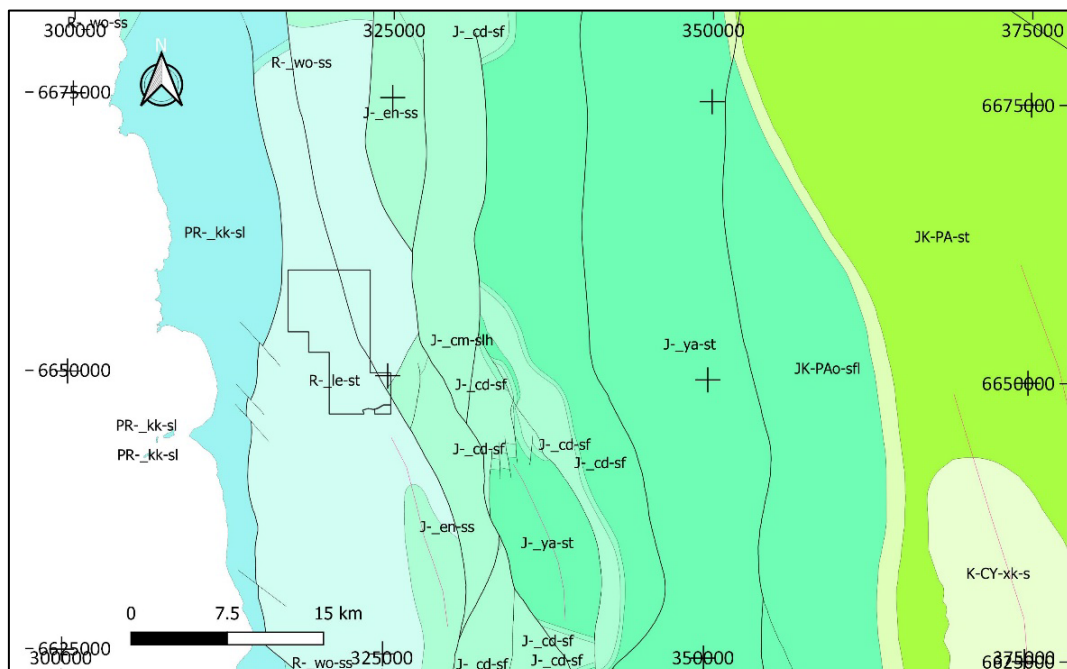 R-_wo-ss
300000
325000
J-_cd-sf
350000
375000
N
R-_wo-ss
6675000
6675000
J-_en-ss
PR-_kk-sl
JK-PA-st
J-_cm-slh
J-_ya-st
6650000
R-_le-st
JK-PAo-sfl
6650000
J-_cd-sf
PR-_kk-sl
J-_cd-sf
J-_cd-sf
PR-_kk-sl
J-_cd-sf
J-_en-ss
J-_ya-st
K-CY-xk-s
0
7.5
15 km
J-_cd-sf
6625000
300000
R-_wo-ss
325000
J-_cd-sf
J-_cd-sf
350000
375000
6625000